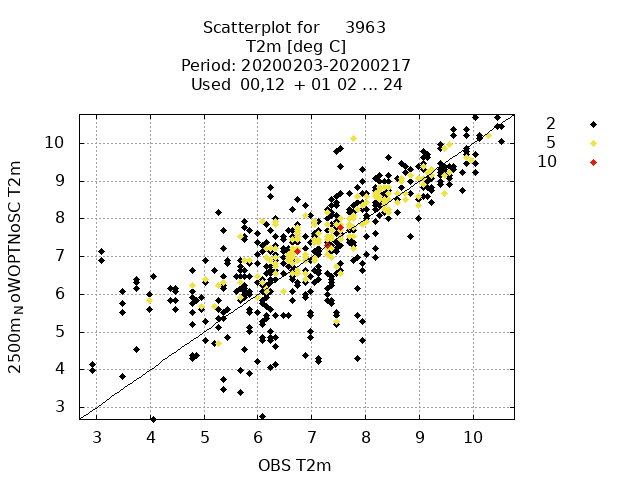 Scatterplot for 3963
T2m [deg C]
Period: 20200203-20200217
Used 00,12 + 01 02 ... 24
2
5
10
10
9
8
7
6
5
4
3
2500mNoWOPTNoSC T2m
3 4 5 6 7 8 9 10
OBS T2m